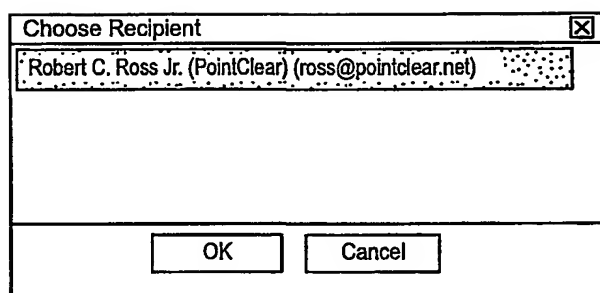 Choose Recipient
Robert C. Ross Jr. (PointClear) (ross@pointclear.net)
OK Cancel